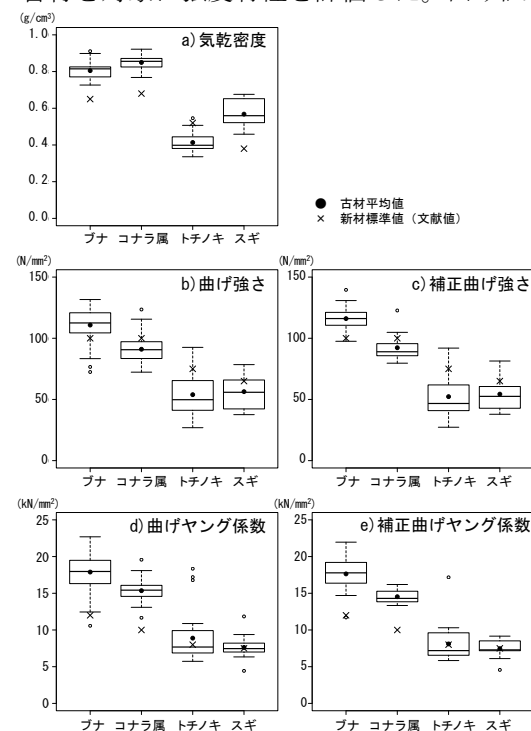 (g/cm³)
a)気乾密度
1.0
0.8
0.6
0.4
0.2
0.0
ブナ コナラ属 トチノキ スギ
● 古材平均値
× 新材標準値（文献値）
(N/mm²)
b)曲げ強さ
150
100
50
0
ブナ コナラ属 トチノキ スギ
(N/mm²)
c)補正曲げ強さ
150
100
50
0
ブナ コナラ属 トチノキ スギ
(kN/mm²)
d)曲げヤング係数
25
20
15
10
5
0
ブナ コナラ属 トチノキ スギ
(kN/mm²)
e)補正曲げヤング係数
25
20
15
10
5
0
ブナ コナラ属 トチノキ スギ